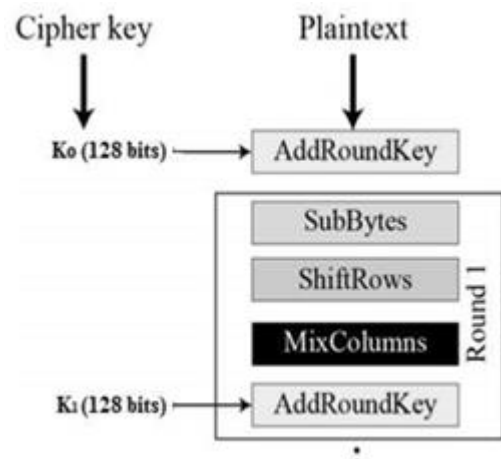 Cipher key
Plaintext
K₀ (128 bits)
AddRoundKey
SubBytes
ShiftRows
MixColumns
Round 1
K₁ (128 bits)
AddRoundKey